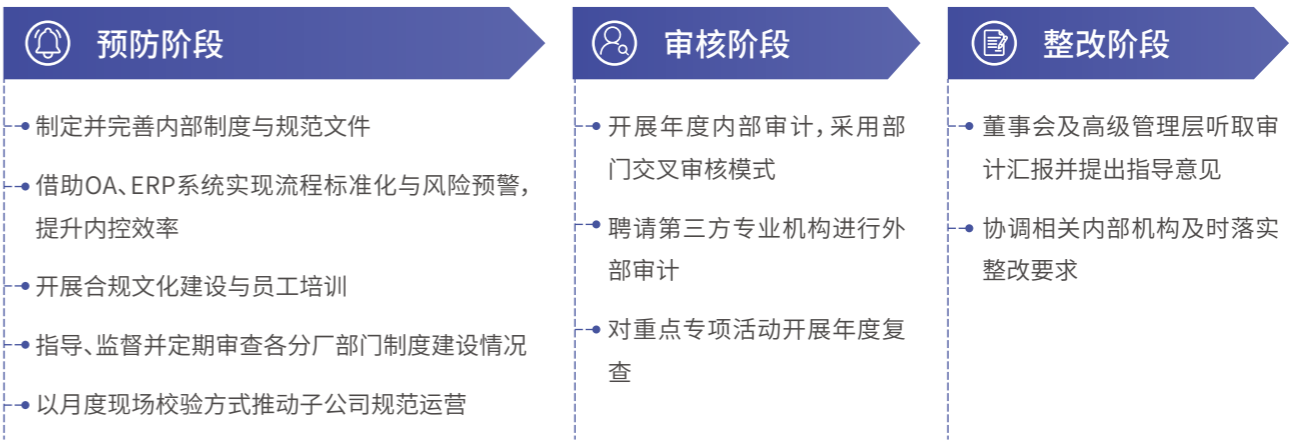 预防阶段
制定并完善内部制度与规范文件
借助OA、ERP系统实现流程标准化与风险预警，
提升内控效率
开展合规文化建设与员工培训
指导、监督并定期审查各分厂部门制度建设情况
以月度现场校验方式推动子公司规范运营
审核阶段
开展年度内部审计，采用部
门交叉审核模式
聘请第三方专业机构进行外
部审计
对重点专项活动开展年度复
查
整改阶段
董事会及高级管理层听取审
计汇报并提出指导意见
协调相关内部机构及时落实
整改要求